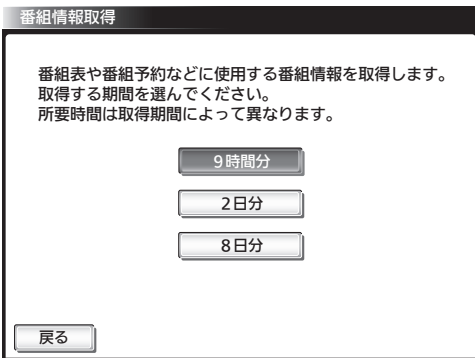 番組情報取得
番組表や番組予約などに使用する番組情報を取得します。
取得する期間を選んでください。
所要時間は取得期間によって異なります。
9時間分
2日分
8日分
戻る